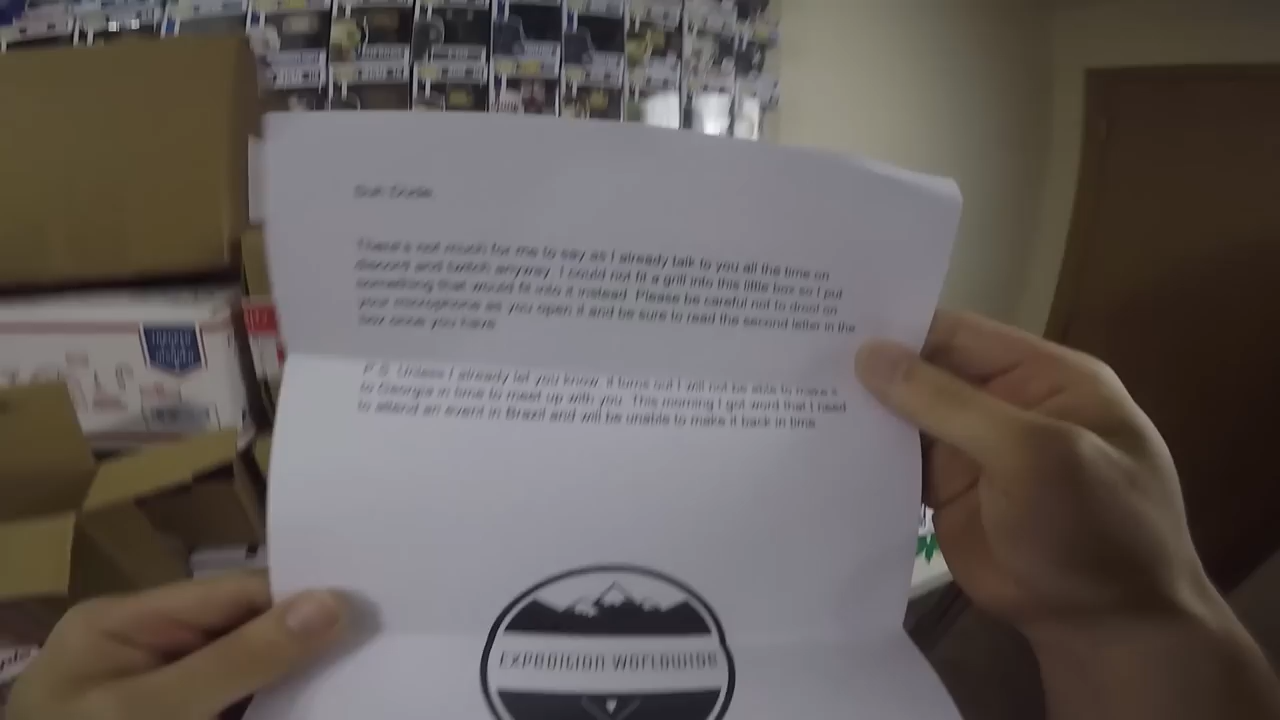 Suh Dude,
There's not much for me to say as I already talk to you all the time on
discord and twitch anyway. I could not fit a grill into this little box so I put
something that would fit into it instead. Please be careful not to drool on
your microphone as you open it and be sure to read the second letter in the
box once you have.
P.S. Unless I already let you know, it turns out I will not be able to make it
to Georgia in time to meet up with you. This morning I got word that I need
to attend an event in Brazil and will be unable to make it back in time.
EXPEDITION WORLDWIDE